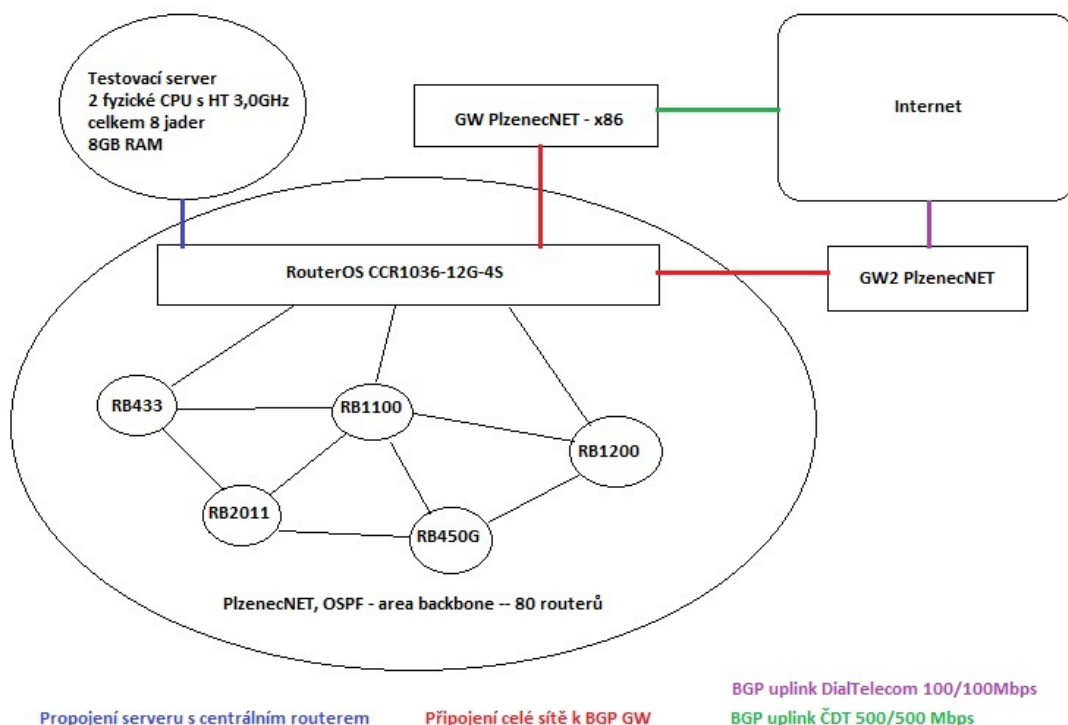 Testovací server
2 fyzické CPU s HT 3,0GHz
celkem 8 jader
8GB RAM
GW PlzenecNET - x86
Internet
RouterOS CCR1036-12G-4S
GW2 PlzenecNET
RB433
RB1100
RB1200
RB2011
RB450G
PlzenecNET, OSPF - area backbone -- 80 routerů
BGP uplink DialTelecom 100/100Mbps
Propojení serveru s centrálním routerem
Připojení celé sítě k BGP GW
BGP uplink ČDT 500/500 Mbps